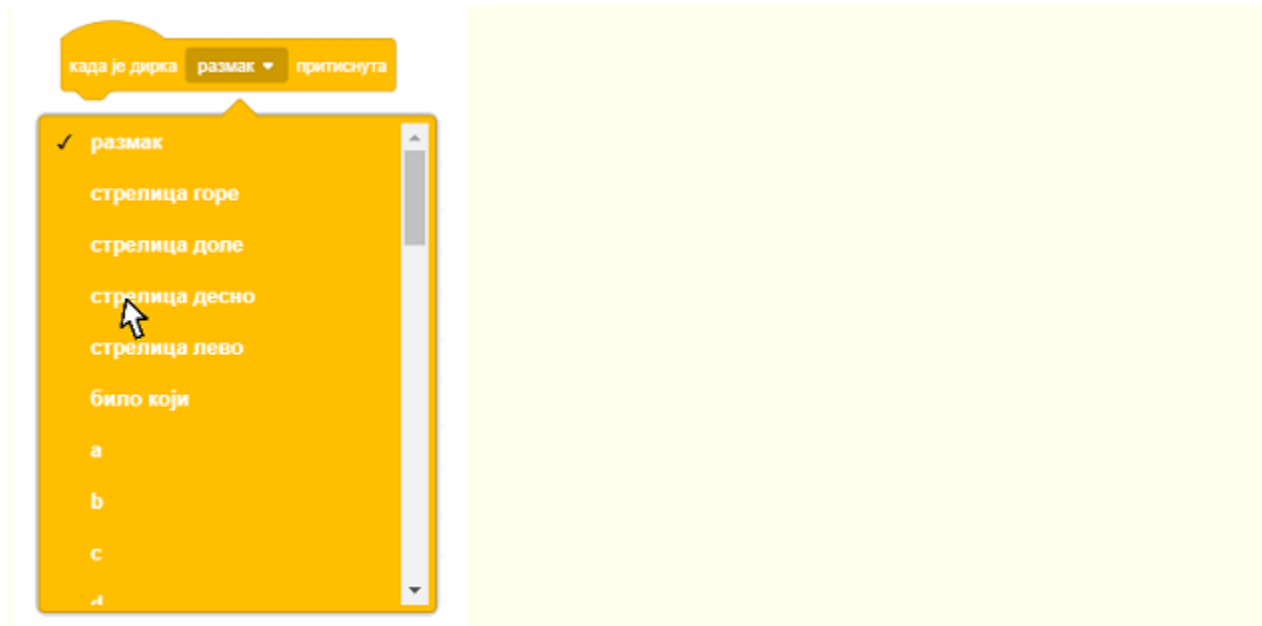 када је дирка размак притиснута
размак
стрелица горе
стрелица доле
стрелица десно
стрелица лево
било који
a
b
c
d